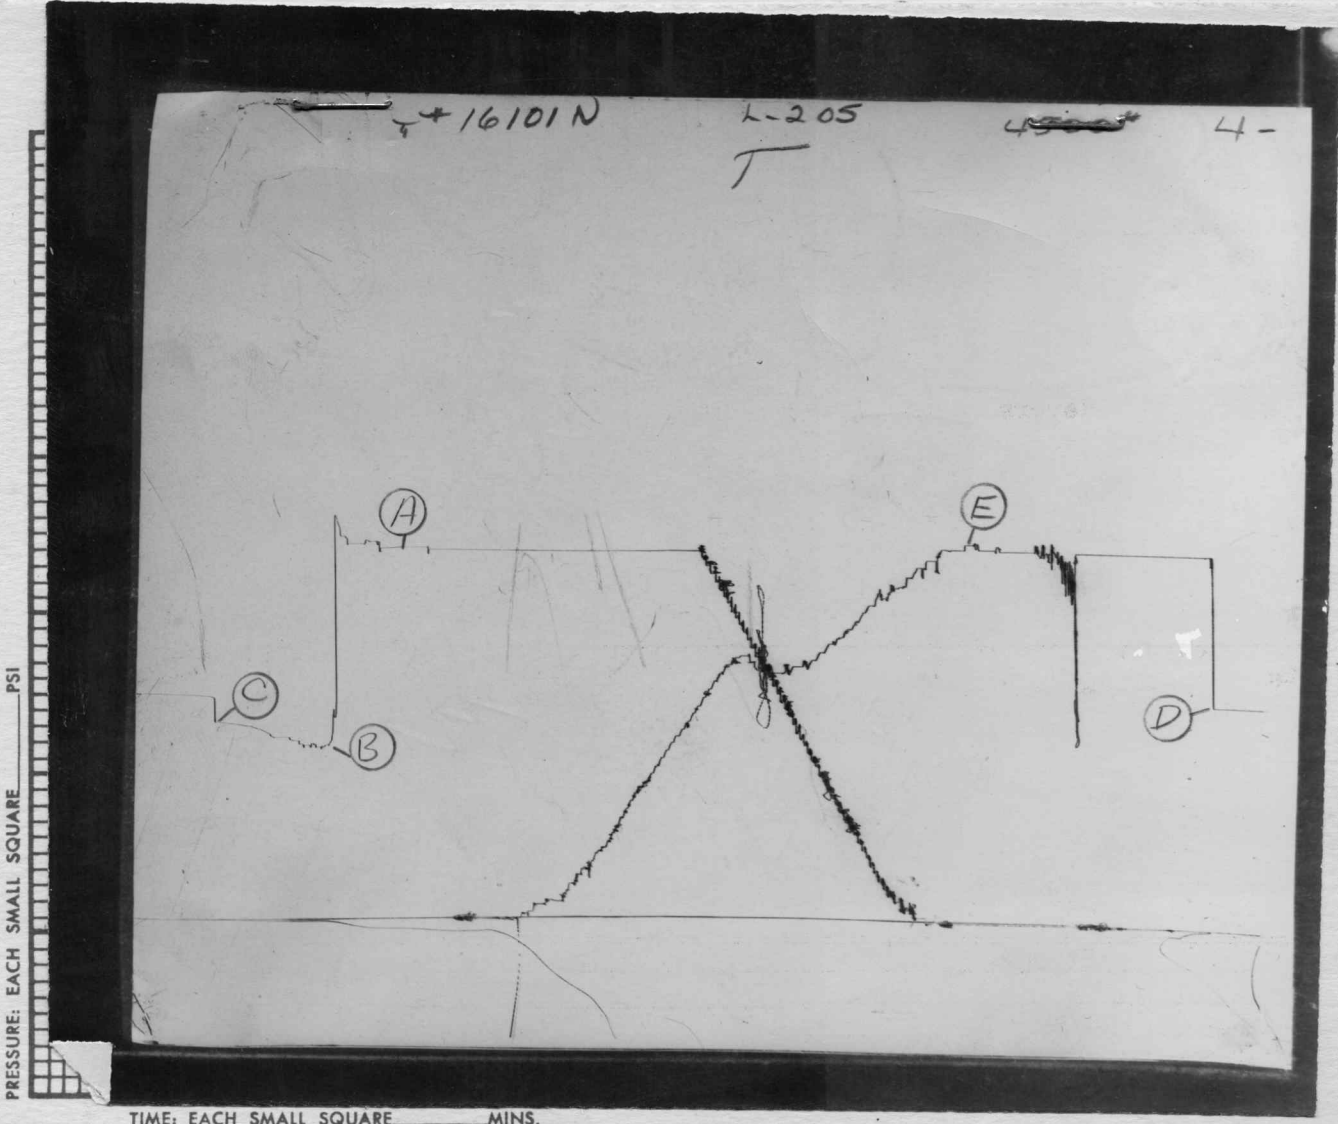 # 16101 N L-205 4-
T
A
E
C
D
B
PRESSURE: EACH SMALL SQUARE PSI
TIME: EACH SMALL SQUARE MINS.